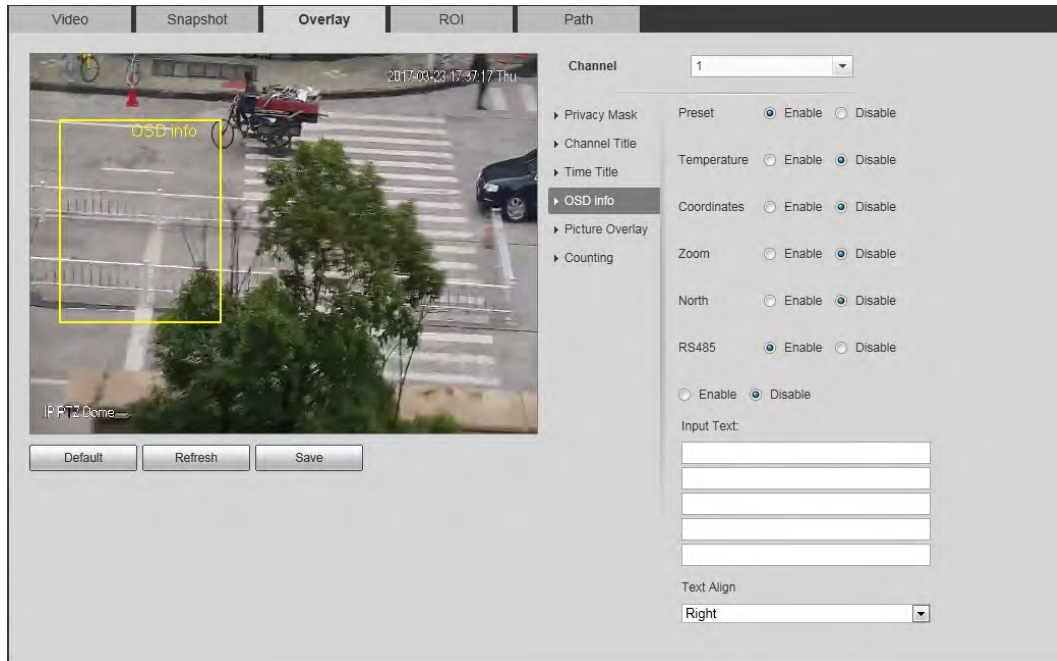 Video Snapshot Overlay ROI Path
2017-03-23 17:37:17 Thu
OSD info
IP PTZ Dome
Default Refresh Save
Channel 1
Privacy Mask
Channel Title
Time Title
OSD info
Picture Overlay
Counting
Preset Enable Disable
Temperature Enable Disable
Coordinates Enable Disable
Zoom Enable Disable
North Enable Disable
RS485 Enable Disable
Enable Disable
Input Text:
Text Align
Right